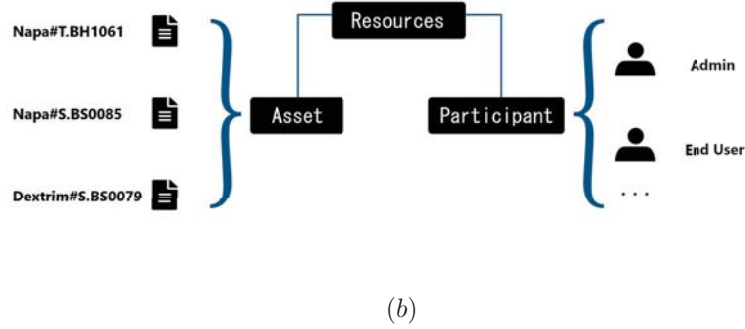 Resources
Napa#T.BH1061
Admin
Napa#S.BS0085
Asset
Participant
End User
Dextrim#S.BS0079
...
(b)